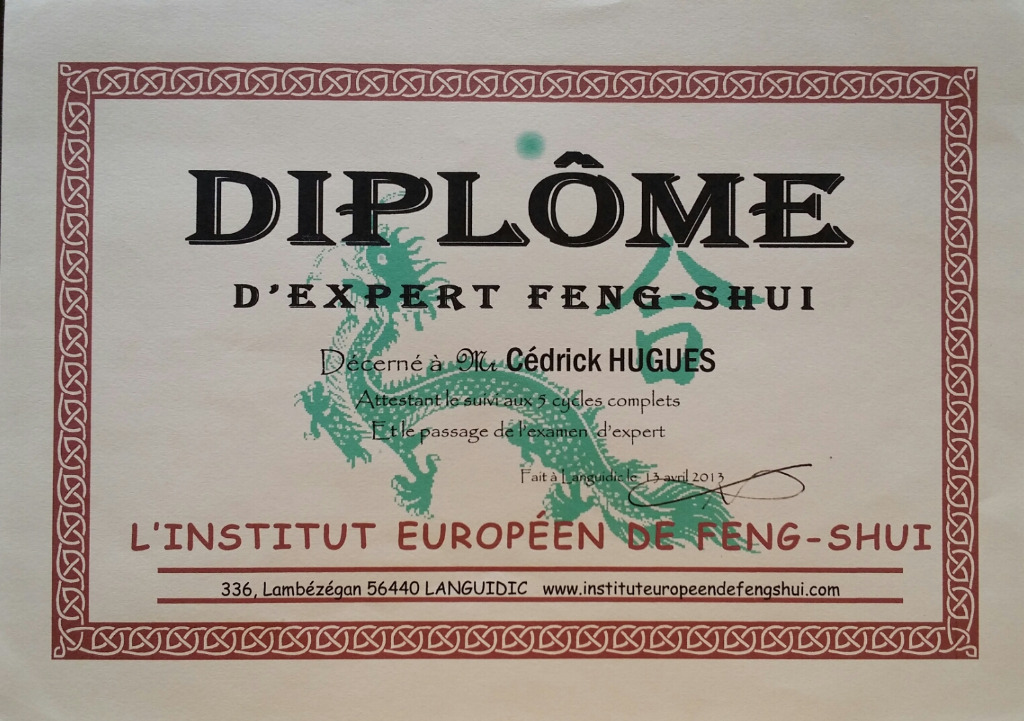 DIPLÔME
合
D'EXPERT FENG-SHUI
Décerné à Mr Cédrick HUGUES
Attestant le suivi aux 5 cycles complets
Et le passage de l'examen d'expert
Fait à Languidic le 13 avril 2013
L'INSTITUT EUROPÉEN DE FENG-SHUI
336, Lambézégan 56440 LANGUIDIC www.instituteuropeendefengshui.com